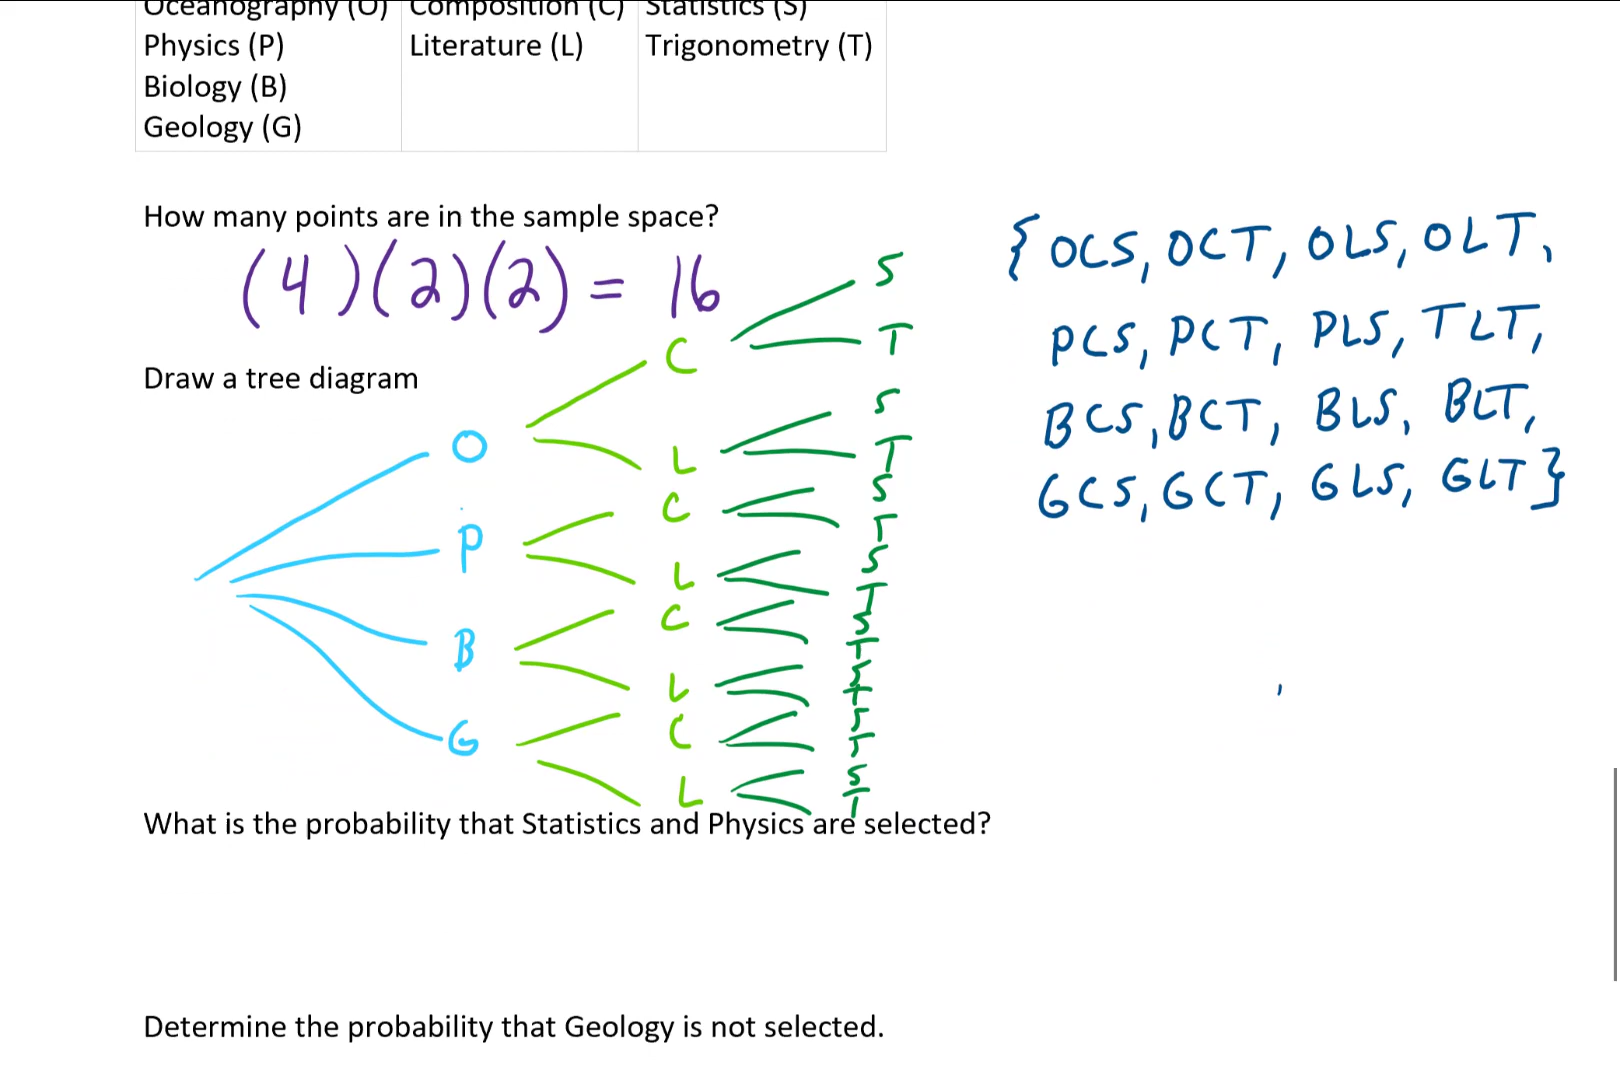 Oceanography (O) Composition (C) Statistics (S)
Physics (P) Literature (L) Trigonometry (T)
Biology (B)
Geology (G)
How many points are in the sample space?
(4)(2)(2) = 16
Draw a tree diagram
{ OCS, OCT, OLS, OLT,
PCS, PCT, PLS, TLT,
BCS, BCT, BLS, BLT,
GCS, GCT, GLS, GLT }
O
P
B
G
C
L
C
L
C
L
C
L
S
T
S
T
S
T
S
T
S
T
S
T
S
T
S
T
What is the probability that Statistics and Physics are selected?
Determine the probability that Geology is not selected.